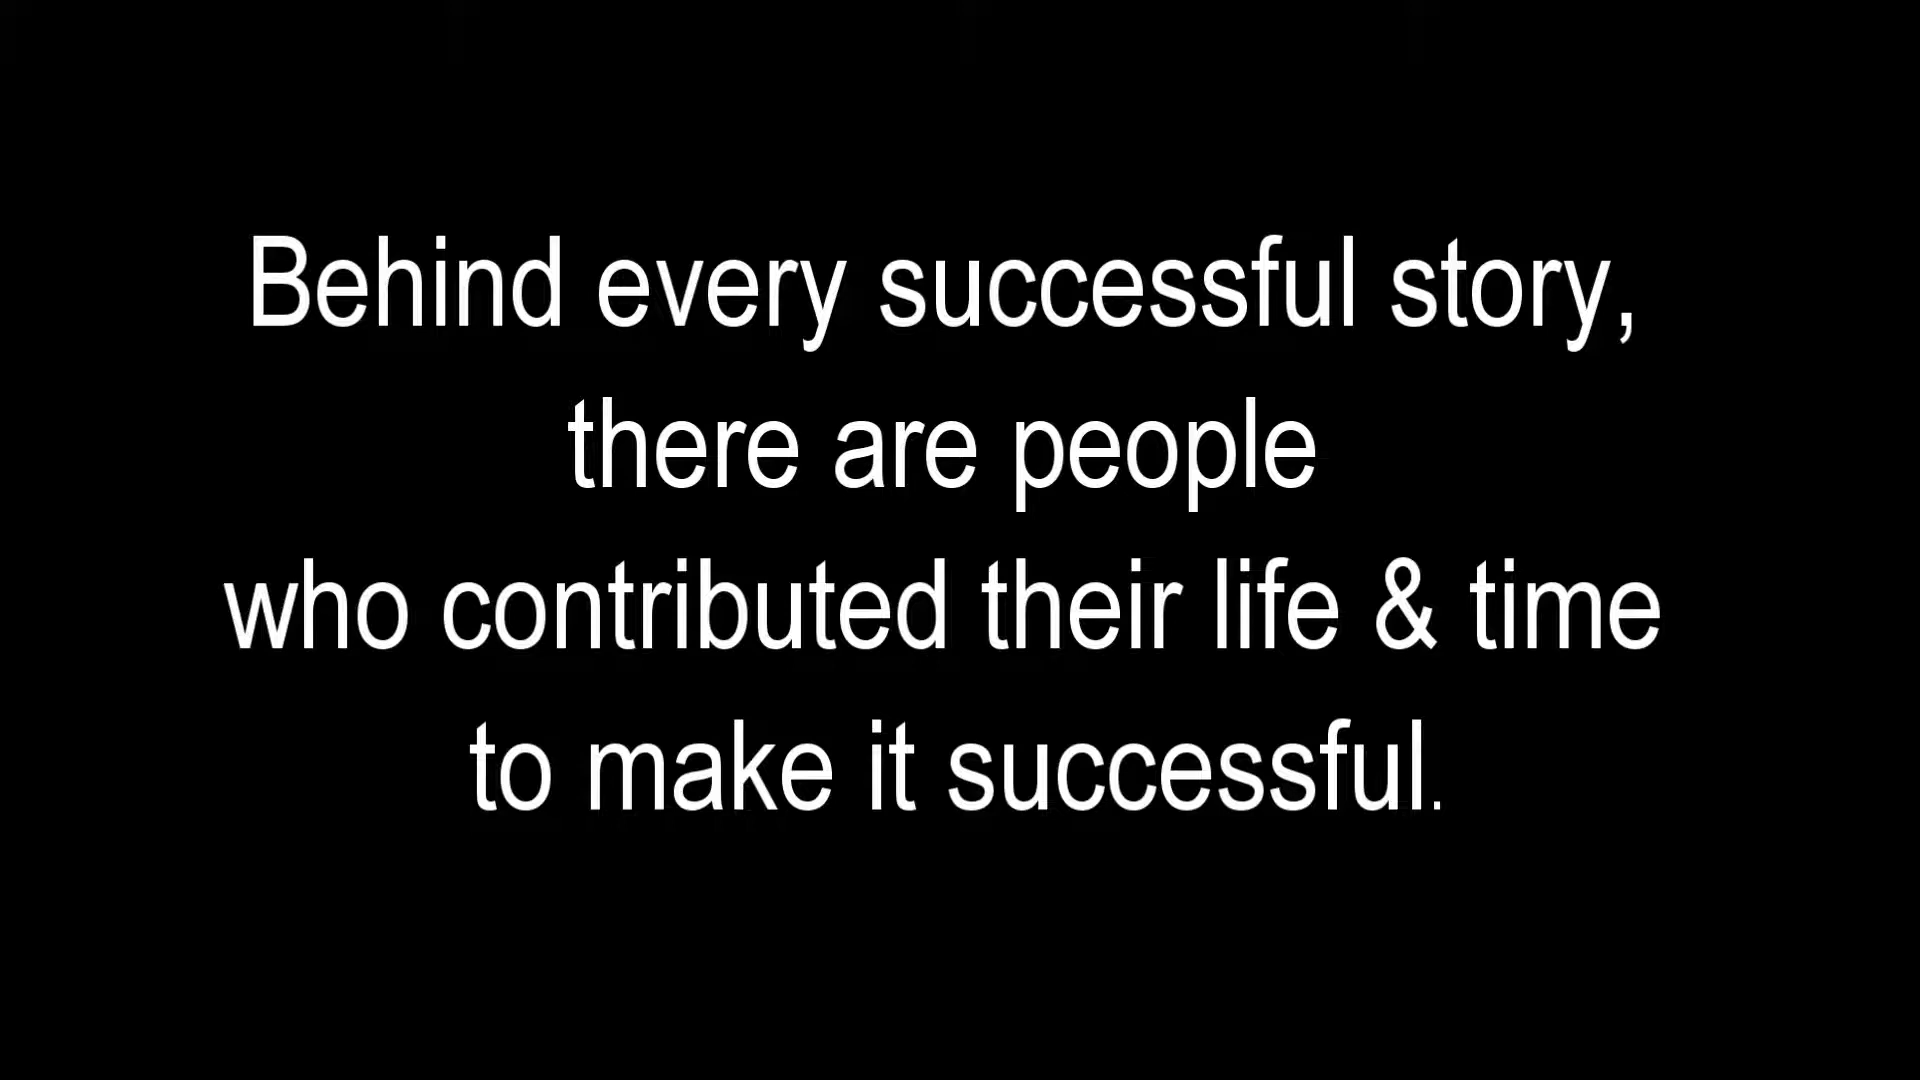 Behind every successful story,
there are people
who contributed their life & time
to make it successful.